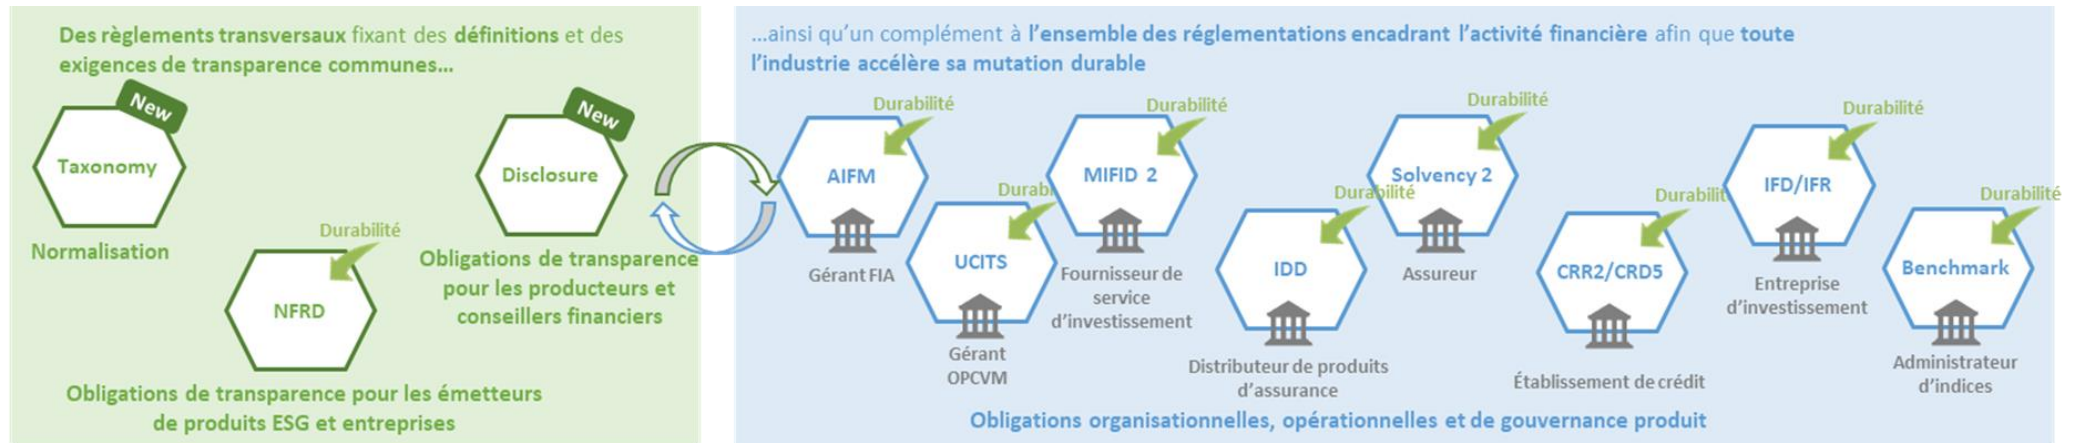 Des règlements transversaux fixant des définitions et des
exigences de transparence communes...
New
Taxonomy
Normalisation
Durabilité
NFRD
Obligations de transparence pour les émetteurs
de produits ESG et entreprises
New
Disclosure
Obligations de transparence
pour les producteurs et
conseillers financiers
...ainsi qu'un complément à l'ensemble des réglementations encadrant l'activité financière afin que toute
l'industrie accélère sa mutation durable
Durabilité
AIFM
Gérant FIA
Durabi
UCITS
Gérant
OPCVM
Durabilité
MIFID 2
Fournisseur de
service
d'investissement
Durabilité
IDD
Distributeur de produits
d'assurance
Durabilité
Solvency 2
Assureur
Durabilit
CRR2/CRD5
Établissement de crédit
Durabilité
IFD/IFR
Entreprise
d'investissement
Durabilité
Benchmark
Administrateur
d'indices
Obligations organisationnelles, opérationnelles et de gouvernance produit